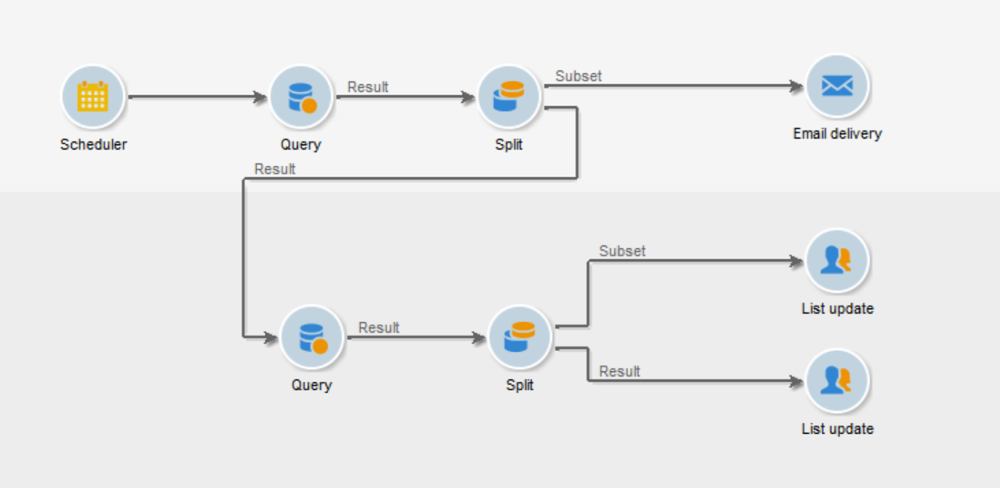 Result
Subset
Scheduler
Query
Split
Email delivery
Result
Subset
List update
Result
Query
Split
Result
List update